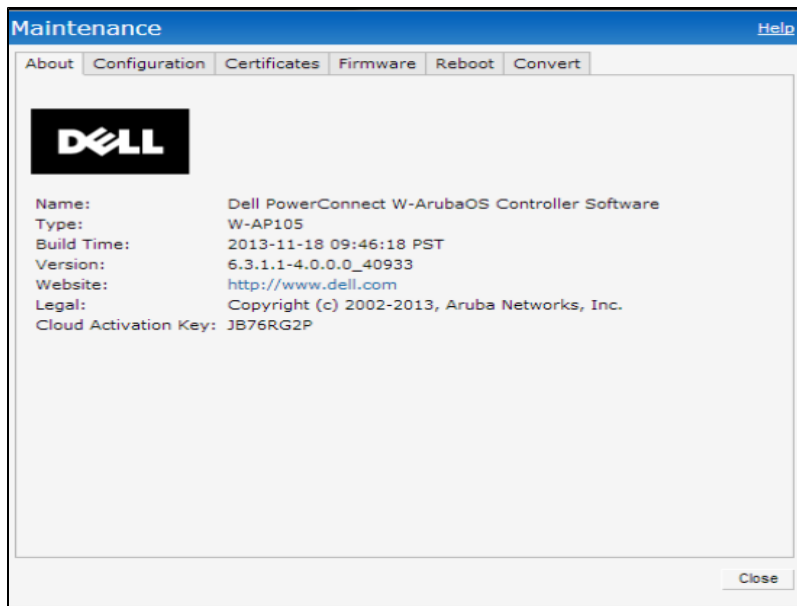 Maintenance Help
About Configuration Certificates Firmware Reboot Convert
DELL
Name: Dell PowerConnect W-ArubaOS Controller Software
Type: W-AP105
Build Time: 2013-11-18 09:46:18 PST
Version: 6.3.1.1-4.0.0.0_40933
Website: http://www.dell.com
Legal: Copyright (c) 2002-2013, Aruba Networks, Inc.
Cloud Activation Key: JB76RG2P
Close